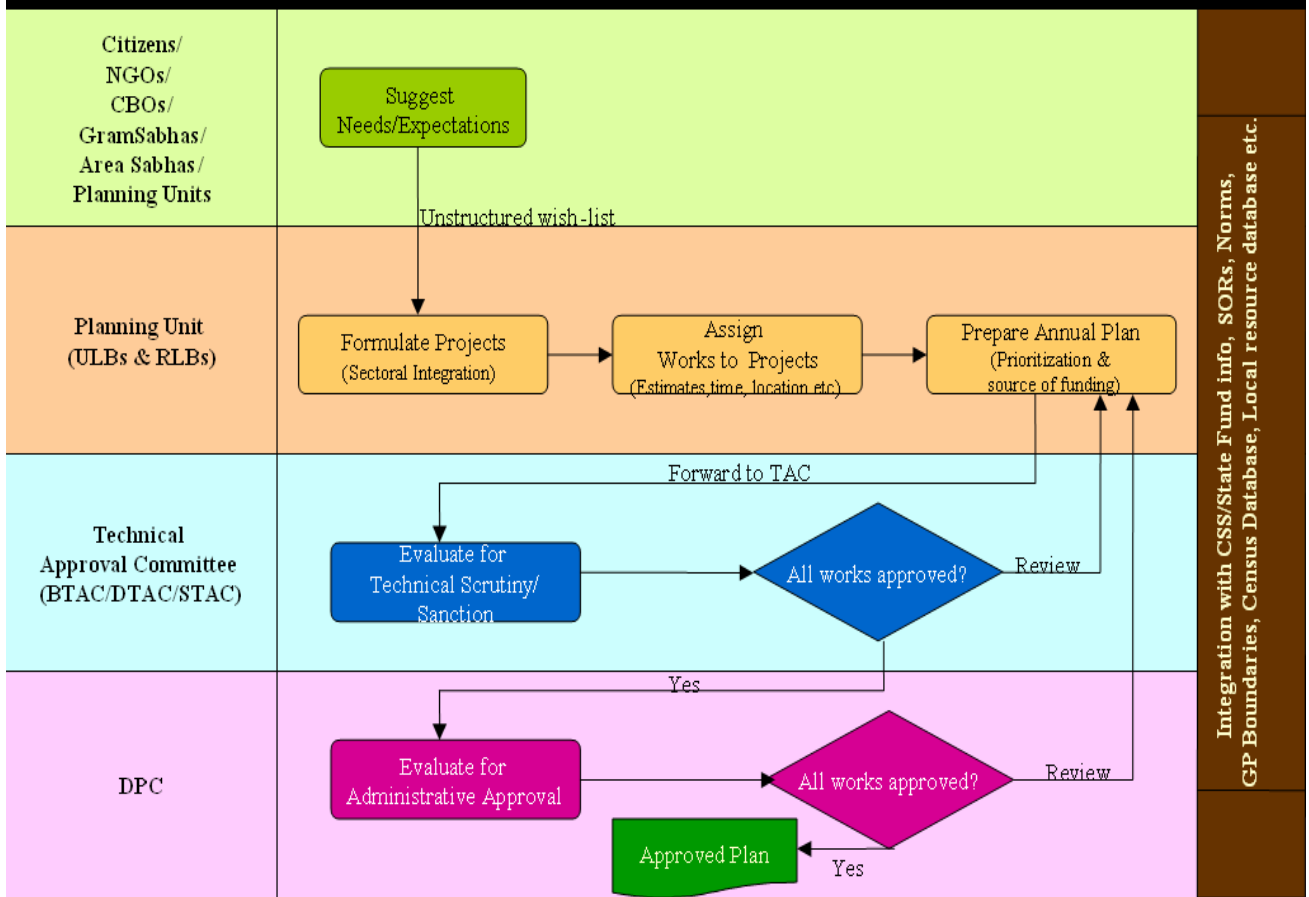 Citizens/
NGOs/
CBOs/
GramSabhas/
Area Sabhas/
Planning Units
Suggest
Needs/Expectations
Unstructured wish-list
Planning Unit
(ULBs & RLBs)
Formulate Projects
(Sectoral Integration)
Assign
Works to Projects
(Estimates,time, location etc)
Prepare Annual Plan
(Prioritization &
source of funding)
Technical
Approval Committee
(BTAC/DTAC/STAC)
Forward to TAC
Evaluate for
Technical Scrutiny/
Sanction
All works approved?
Review
DPC
Yes
Evaluate for
Administrative Approval
All works approved?
Review
Approved Plan
Yes
Integration with CSS/State Fund info, SORs, Norms,
GP Boundaries, Census Database, Local resource database etc.